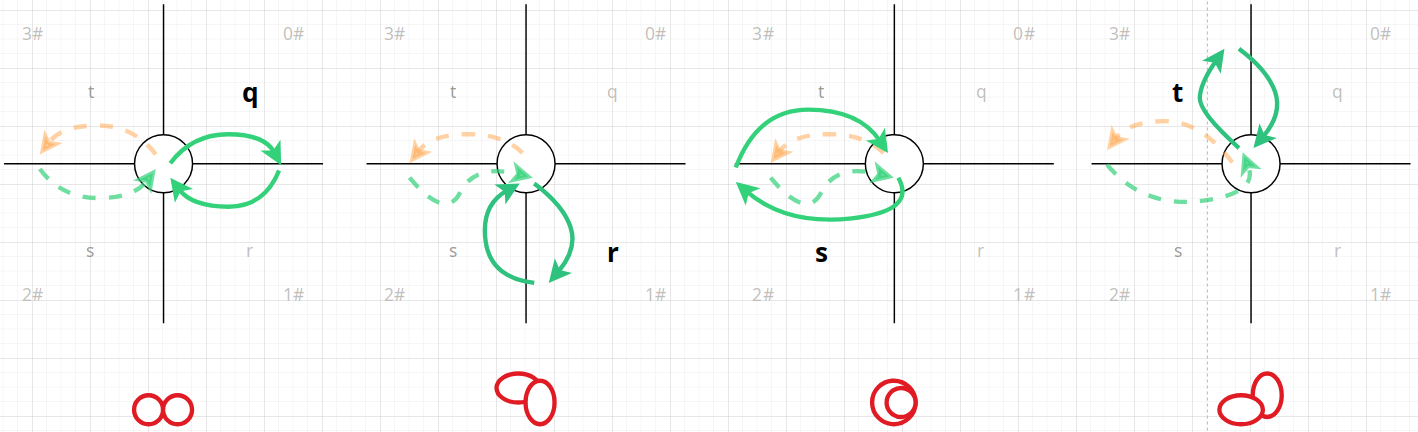 3# 0# 3# 0# 3# 0# 3# 0#
t q t q t q t q
s r s r s r s r
2# 1# 2# 1# 2# 1# 2# 1#